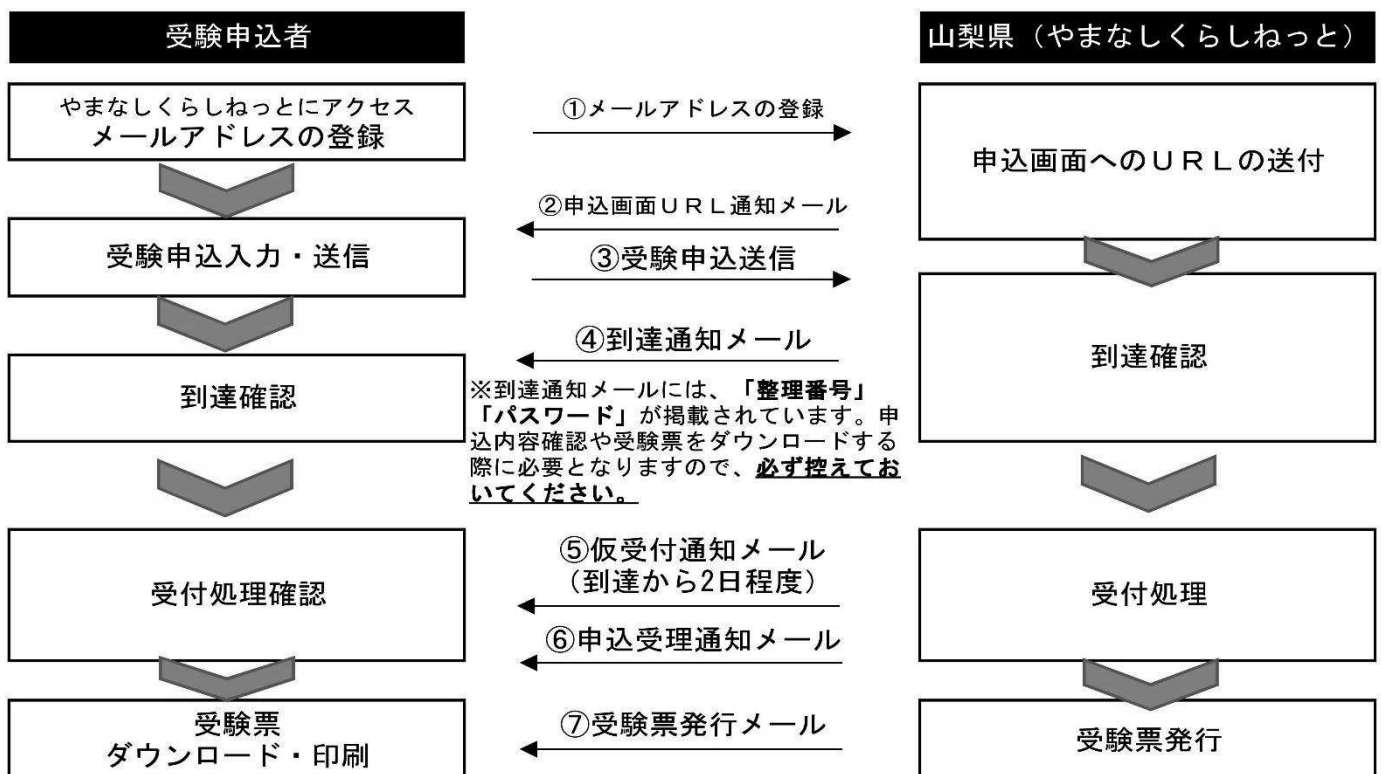 受験申込者
山梨県（やまなしくらしねっと）
やまなしくらしねっとにアクセス
メールアドレスの登録
①メールアドレスの登録
申込画面へのＵＲＬの送付
②申込画面ＵＲＬ通知メール
受験申込入力・送信
③受験申込送信
④到達通知メール
到達確認
到達確認
※到達通知メールには、「整理番号」
「パスワード」が掲載されています。申
込内容確認や受験票をダウンロードする
際に必要となりますので、必ず控えてお
いてください。
⑤仮受付通知メール
（到達から2日程度）
受付処理確認
受付処理
⑥申込受理通知メール
受験票
ダウンロード・印刷
⑦受験票発行メール
受験票発行